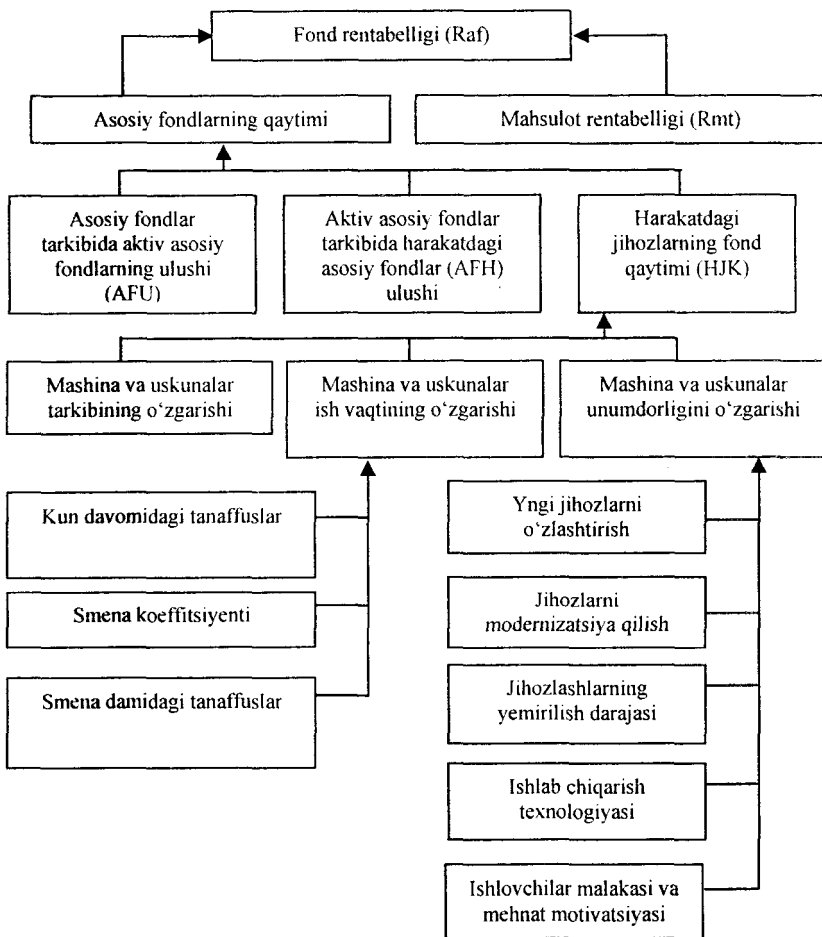 Fond rentabelligi (Raf)
Asosiy fondlarning qaytimi
Mahsulot rentabelligi (Rmt)
Asosiy fondlar
tarkibida aktiv asosiy
fondlarning ulushi
(AFU)
Aktiv asosiy fondlar
tarkibida harakatdagi
asosiy fondlar (AFH)
ulushi
Harakatdagi
jihozlarning fond
qaytimi (HJK)
Mashina va uskunalar
tarkibining o‘zgarishi
Mashina va uskunalar
ish vaqtining o‘zgarishi
Mashina va uskunalar
unumdorligini o‘zgarishi
Kun davomidagi tanaffuslar
Smena koeffitsiyenti
Smena damidagi tanaffuslar
Yngi jihozlarni
o‘zlashtirish
Jihozlarni
modernizatsiya qilish
Jihozlashlarning
yemirilish darajasi
Ishlab chiqarish
texnologiyasi
Ishlovchilar malakasi va
mehnat motivatsiyasi